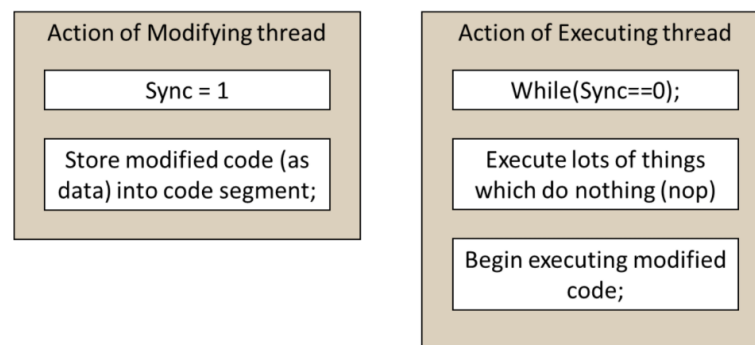 Action of Modifying thread
Sync = 1
Store modified code (as
data) into code segment;
Action of Executing thread
While(Sync==0);
Execute lots of things
which do nothing (nop)
Begin executing modified
code;